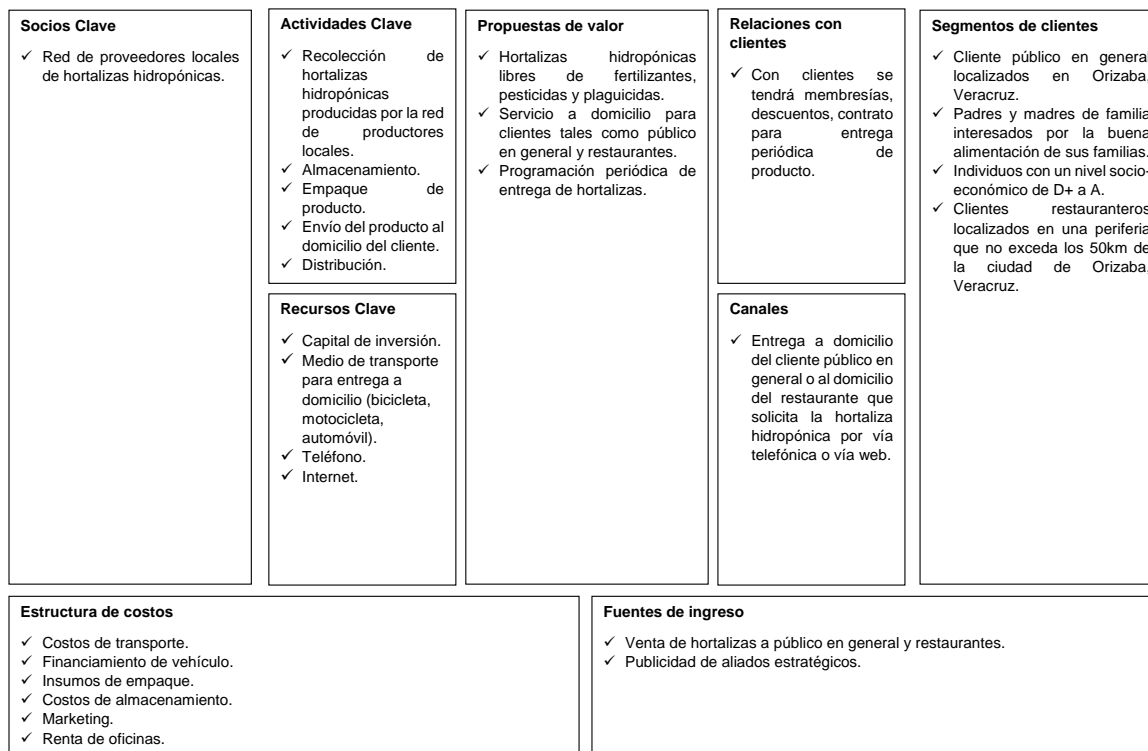 Socios Clave
✓ Red de proveedores locales
de hortalizas hidropónicas.
Actividades Clave
✓ Recolección de
hortalizas
hidropónicas
producidas por la red
de productores
locales.
✓ Almacenamiento.
✓ Empaque de
producto.
✓ Envío del producto al
domicilio del cliente.
✓ Distribución.
Recursos Clave
✓ Capital de inversión.
✓ Medio de transporte
para entrega a
domicilio (bicicleta,
motocicleta,
automóvil).
✓ Teléfono.
✓ Internet.
Propuestas de valor
✓ Hortalizas hidropónicas
libres de fertilizantes,
pesticidas y plaguicidas.
✓ Servicio a domicilio para
clientes tales como público
en general y restaurantes.
✓ Programación periódica de
entrega de hortalizas.
Relaciones con
clientes
✓ Con clientes se
tendrá membresías,
descuentos, contrato
para entrega
periódica de
producto.
Canales
✓ Entrega a domicilio
del cliente público en
general o al domicilio
del restaurante que
solicita la hortaliza
hidropónica por vía
telefónica o vía web.
Segmentos de clientes
✓ Cliente público en general
localizados en Orizaba,
Veracruz.
✓ Padres y madres de familia
interesados por la buena
alimentación de sus familias.
✓ Individuos con un nivel socio-
económico de D+ a A.
✓ Clientes restauranteros
localizados en una periferia
que no exceda los 50km de
la ciudad de Orizaba,
Veracruz.
Estructura de costos
✓ Costos de transporte.
✓ Financiamiento de vehículo.
✓ Insumos de empaque.
✓ Costos de almacenamiento.
✓ Marketing.
✓ Renta de oficinas.
Fuentes de ingreso
✓ Venta de hortalizas a público en general y restaurantes.
✓ Publicidad de aliados estratégicos.